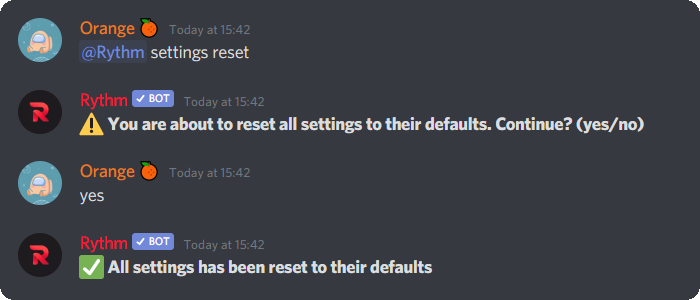 Orange 🍊 Today at 15:42
@Rythm settings reset
Rythm ✔ BOT Today at 15:42
⚠️ You are about to reset all settings to their defaults. Continue? (yes/no)
Orange 🍊 Today at 15:42
yes
Rythm ✔ BOT Today at 15:42
✅ All settings has been reset to their defaults